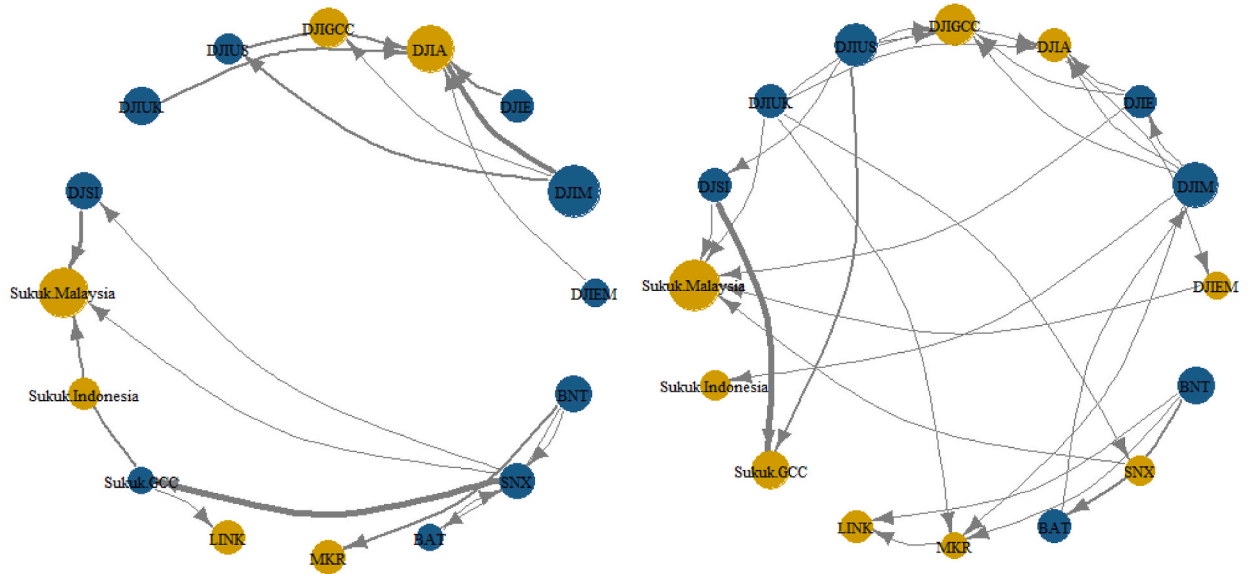 DJIGCC
DJIUS
DJIA
DJIUK
DJIE
DJSI
DJIM
Sukuk.Malaysia
DJIEM
Sukuk.Indonesia
BNT
Sukuk.GCC
SNX
LINK
MKR
BAT
DJIGCC
DJIUS
DJIA
DJIUK
DJIE
DJSI
DJIM
Sukuk.Malaysia
DJIEM
Sukuk.Indonesia
BNT
Sukuk.GCC
SNX
LINK
MKR
BAT